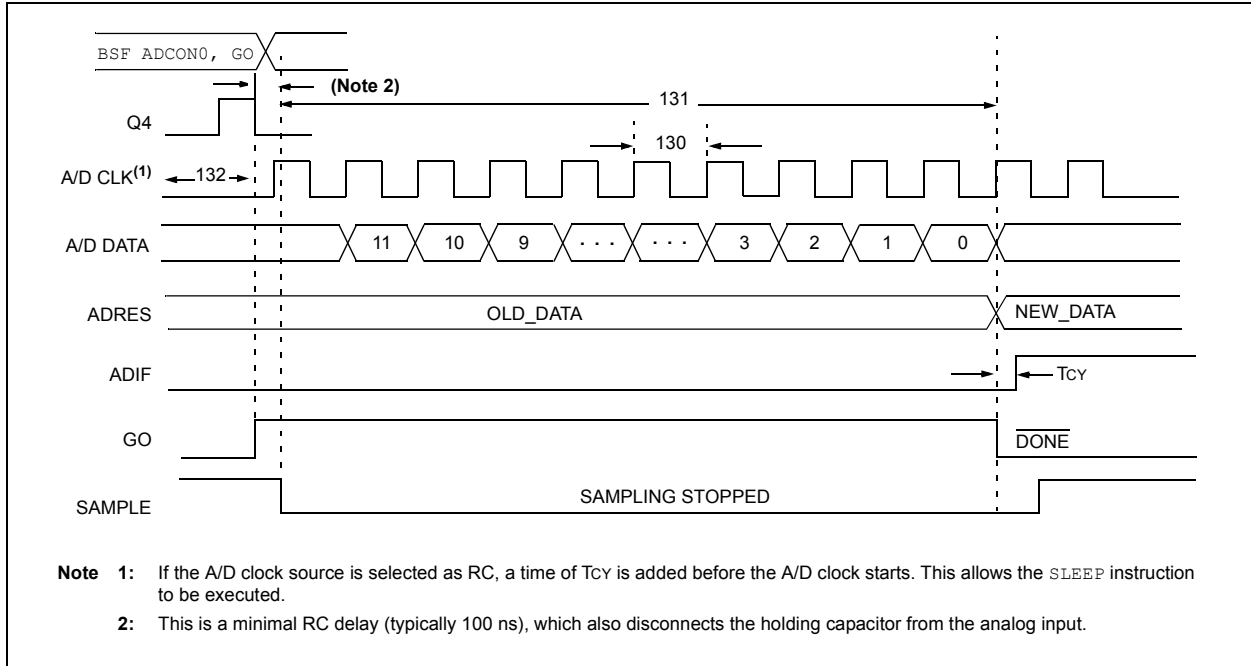 BSF ADCON0, GO
(Note 2)
131
Q4
130
A/D CLK(1)
132
A/D DATA
11 10 9 · · · · · · 3 2 1 0
ADRES
OLD_DATA
NEW_DATA
ADIF
TCY
GO
DONE
SAMPLE
SAMPLING STOPPED
Note 1: If the A/D clock source is selected as RC, a time of TCY is added before the A/D clock starts. This allows the SLEEP instruction
to be executed.
2: This is a minimal RC delay (typically 100 ns), which also disconnects the holding capacitor from the analog input.